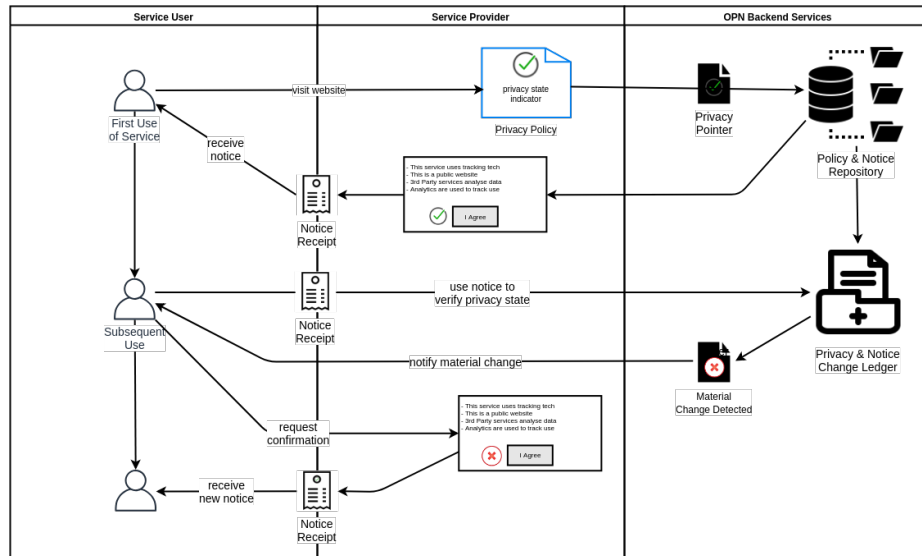 Service User
Service Provider
OPN Backend Services
visit website
privacy state
indicator
Privacy Policy
Privacy
Pointer
First Use
of Service
receive
notice
- This service uses tracking tech
- This is a public website
- 3rd Party services analyse data
- Analytics are used to track use
I Agree
Policy & Notice
Repository
Notice
Receipt
use notice to
verify privacy state
Notice
Receipt
Subsequent
Use
notify material change
Privacy & Notice
Change Ledger
Material
Change Detected
- This service uses tracking tech
- This is a public website
- 3rd Party services analyse data
- Analytics are used to track use
I Agree
request
confirmation
receive
new notice
Notice
Receipt